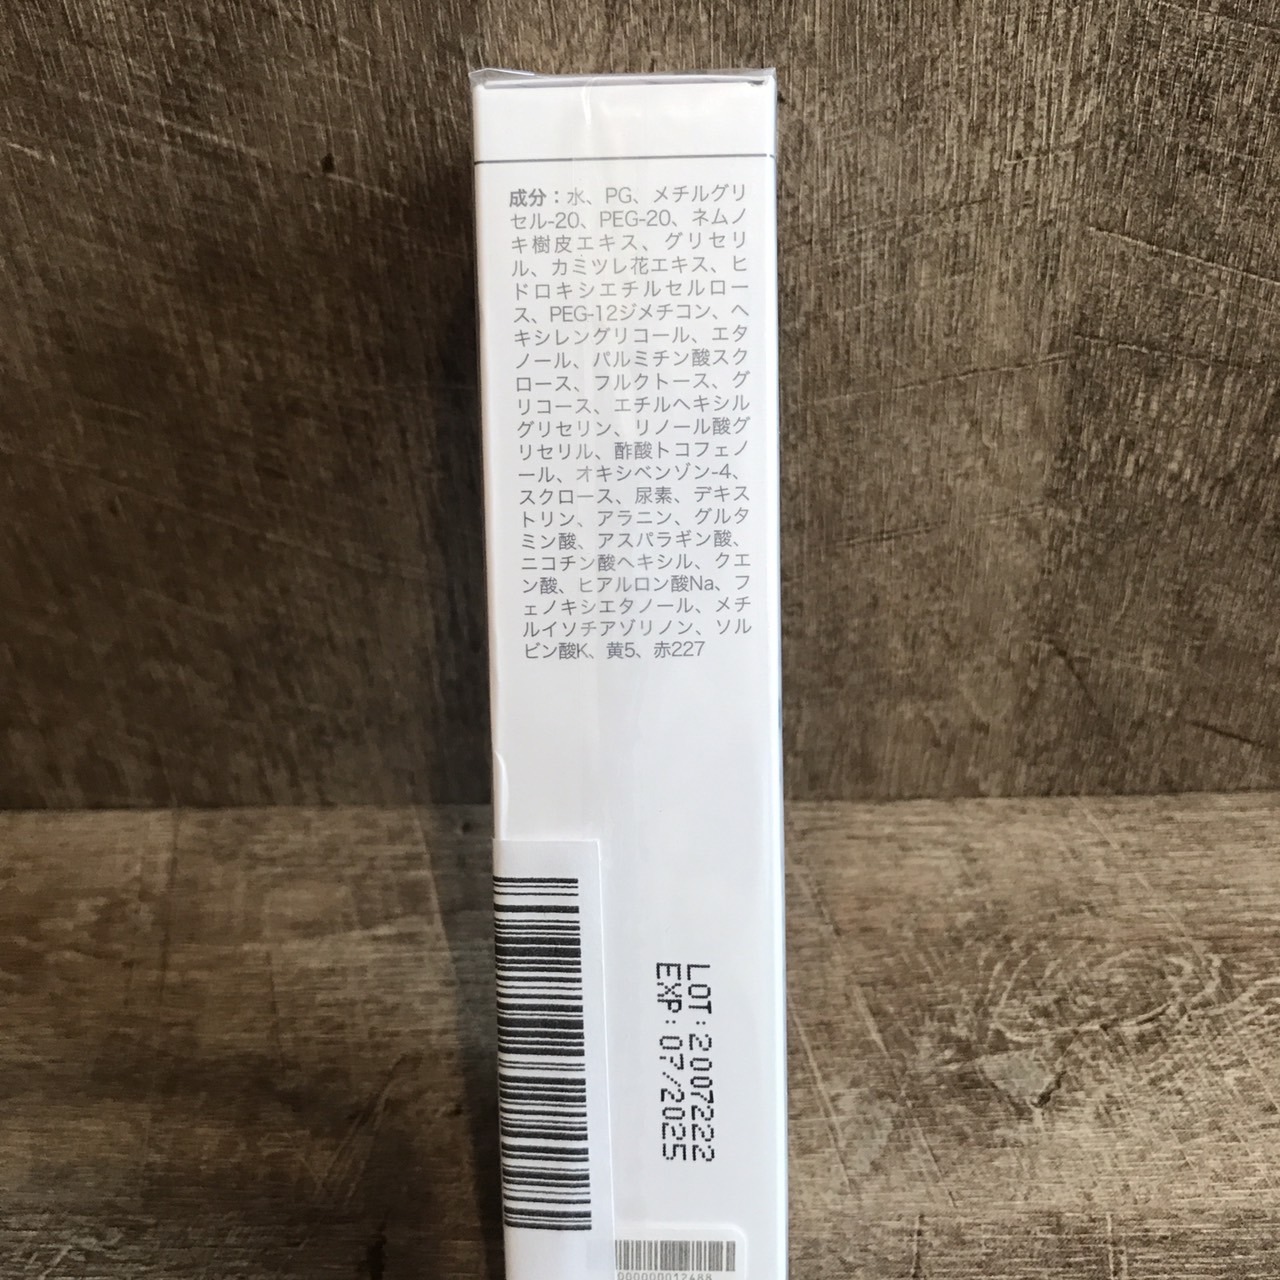 成分：水、PG、メチルグリ
セル-20、PEG-20、ネムノ
キ樹皮エキス、グリセリ
ル、カミツレ花エキス、ヒ
ドロキシエチルセルロー
ス、PEG-12ジメチコン、ヘ
キシレングリコール、エタ
ノール、パルミチン酸スク
ロース、フルクトース、グ
リコース、エチルヘキシル
グリセリン、リノール酸グ
リセリル、酢酸トコフェノ
ール、オキシベンゾン-4、
スクロース、尿素、デキス
トリン、アラニン、グルタ
ミン酸、アスパラギン酸、
ニコチン酸ヘキシル、クエ
ン酸、ヒアルロン酸Na、フ
ェノキシエタノール、メチ
ルイソチアゾリノン、ソル
ビン酸K、黄5、赤227
LOT:2007222
EXP:07/2025
000000012488